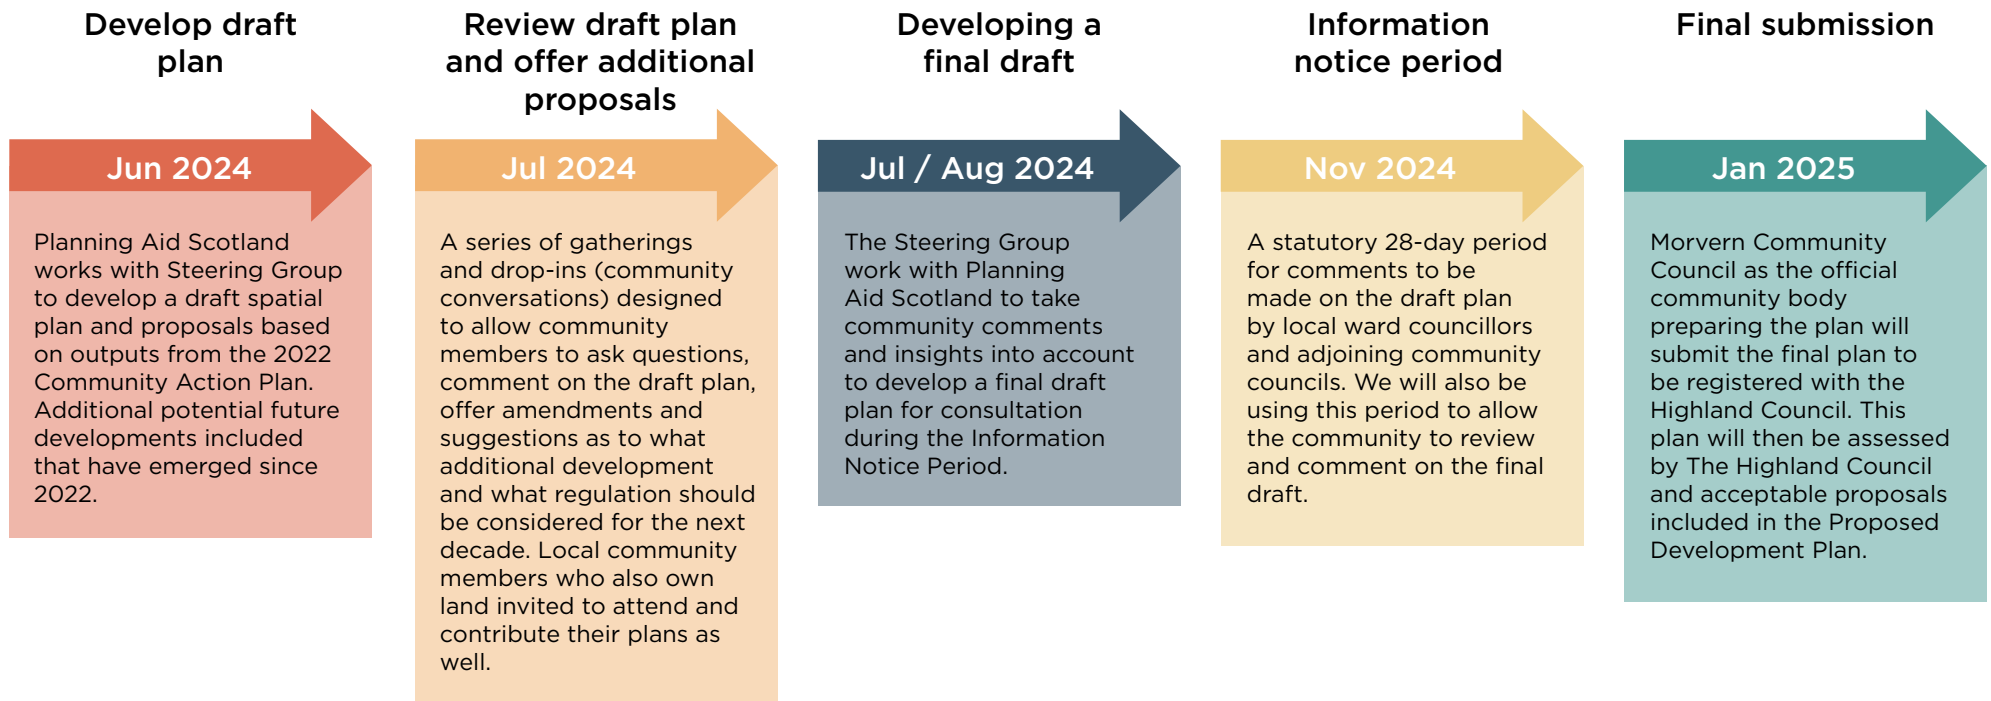 Develop draft
plan
Jun 2024
Planning Aid Scotland
works with Steering Group
to develop a draft spatial
plan and proposals based
on outputs from the 2022
Community Action Plan.
Additional potential future
developments included
that have emerged since
2022.
Review draft plan
and offer additional
proposals
Jul 2024
A series of gatherings
and drop-ins (community
conversations) designed
to allow community
members to ask questions,
comment on the draft plan,
offer amendments and
suggestions as to what
additional development
and what regulation should
be considered for the next
decade. Local community
members who also own
land invited to attend and
contribute their plans as
well.
Developing a
final draft
Jul / Aug 2024
The Steering Group
work with Planning
Aid Scotland to take
community comments
and insights into account
to develop a final draft
plan for consultation
during the Information
Notice Period.
Information
notice period
Nov 2024
A statutory 28-day period
for comments to be
made on the draft plan
by local ward councillors
and adjoining community
councils. We will also be
using this period to allow
the community to review
and comment on the final
draft.
Final submission
Jan 2025
Morvern Community
Council as the official
community body
preparing the plan will
submit the final plan to
be registered with the
Highland Council. This
plan will then be assessed
by The Highland Council
and acceptable proposals
included in the Proposed
Development Plan.